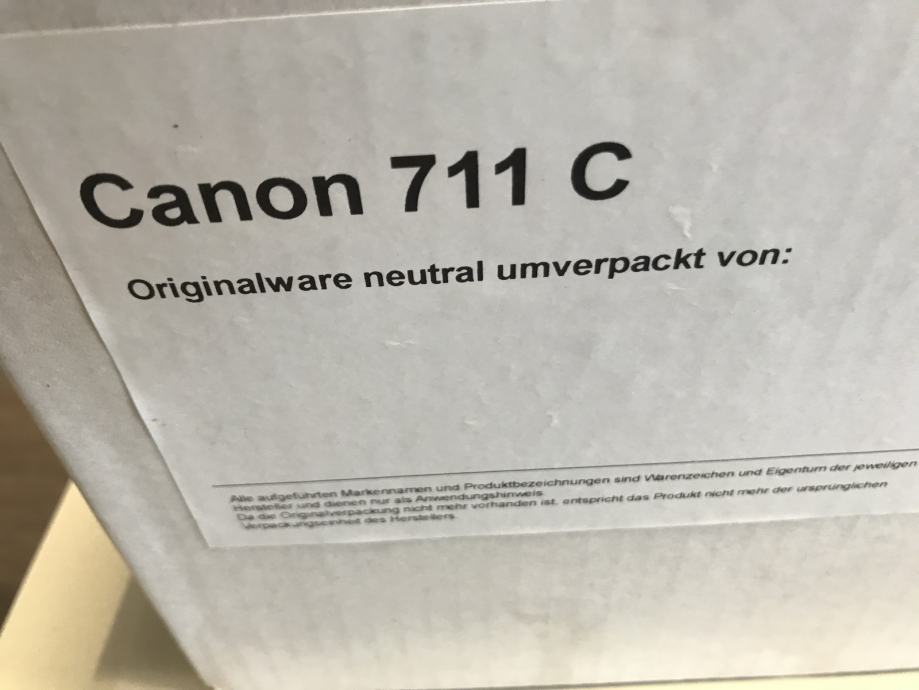 Canon 711 C
Originalware neutral umverpackt von:
Alle aufgeführten Markennamen und Produktbezeichnungen sind Warenzeichen und Eigentum der jeweiligen
Hersteller und dienen nur als Anwendungshinweis.
Da die Originalverpackung nicht mehr vorhanden ist, entspricht das Produkt nicht mehr der ursprünglichen
Verpackungseinheit des Herstellers.